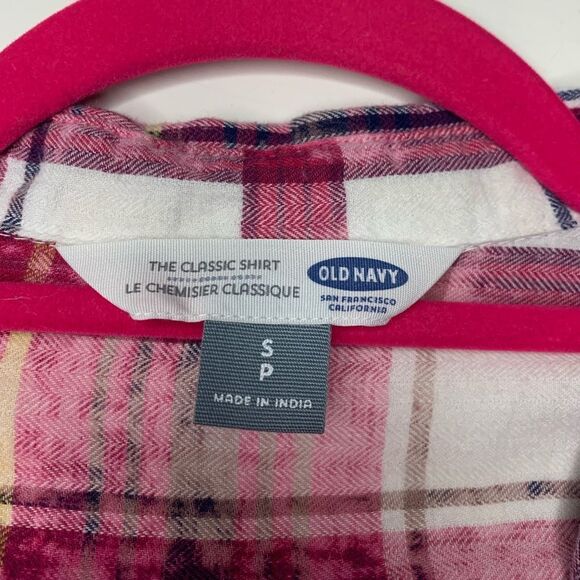 THE CLASSIC SHIRT
LE CHEMISIER CLASSIQUE
OLD NAVY
SAN FRANCISCO
CALIFORNIA
S
P
MADE IN INDIA